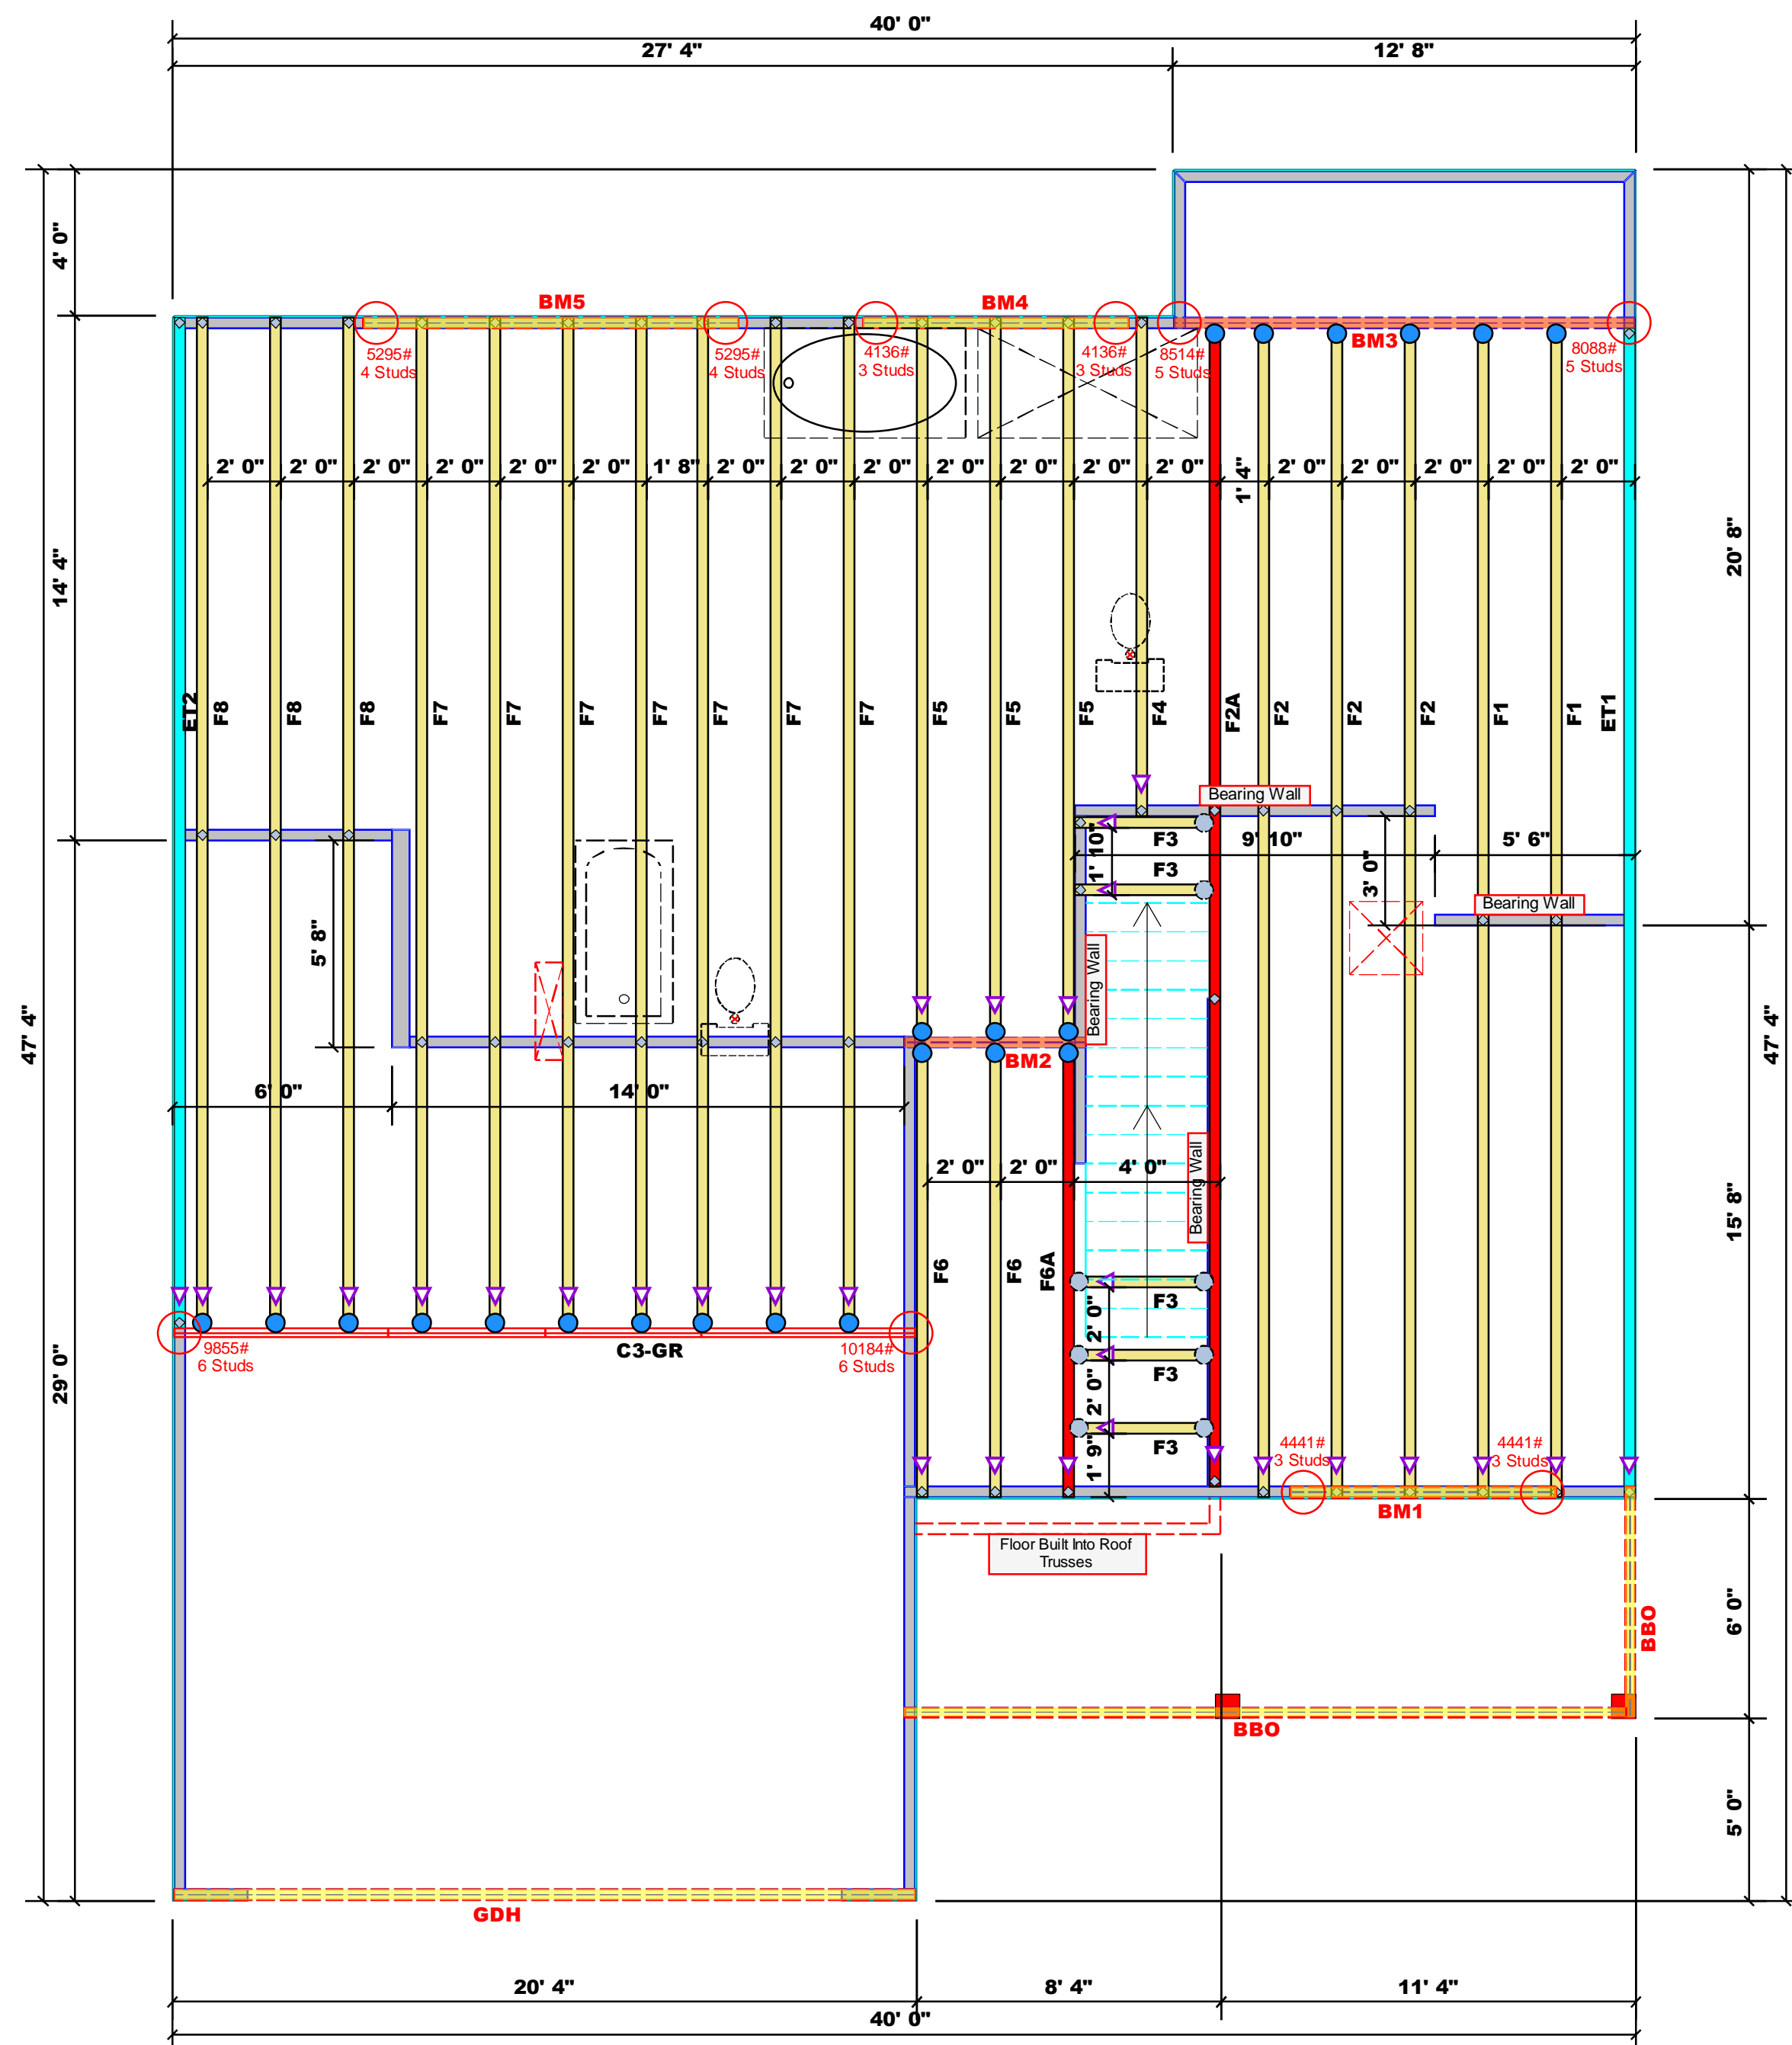 40' 0"
27' 4"
12' 8"
BM5
BM4
BM3
5295#
4 Studs
5295#
4 Studs
4136#
3 Studs
4136#
3 Studs
8514#
5 Studs
8088#
5 Studs
4' 0"
2' 0"
2' 0"
2' 0"
2' 0"
2' 0"
2' 0"
1' 8"
2' 0"
2' 0"
2' 0"
2' 0"
2' 0"
2' 0"
2' 0"
1' 4"
2' 0"
2' 0"
2' 0"
2' 0"
2' 0"
14' 4"
20' 8"
ET2
F8
F8
F8
F7
F7
F7
F7
F7
F7
F7
F5
F5
F5
F4
F2A
F2
F2
F2
F1
F1
ET1
Bearing Wall
F3
1' 10"
9' 10"
5' 6"
F3
3' 0"
Bearing Wall
5' 8"
Bearing Wall
47' 4"
47' 4"
BM2
6' 0"
14' 0"
2' 0"
2' 0"
4' 0"
Bearing Wall
15' 8"
F6
F6
F6A
F3
2' 0"
9855#
6 Studs
C3-GR
10184#
6 Studs
F3
29' 0"
2' 0"
F3
1' 9"
4441#
3 Studs
4441#
3 Studs
BM1
Floor Built Into Roof
Trusses
6' 0"
BBO
BBO
5' 0"
GDH
20' 4"
8' 4"
11' 4"
40' 0"